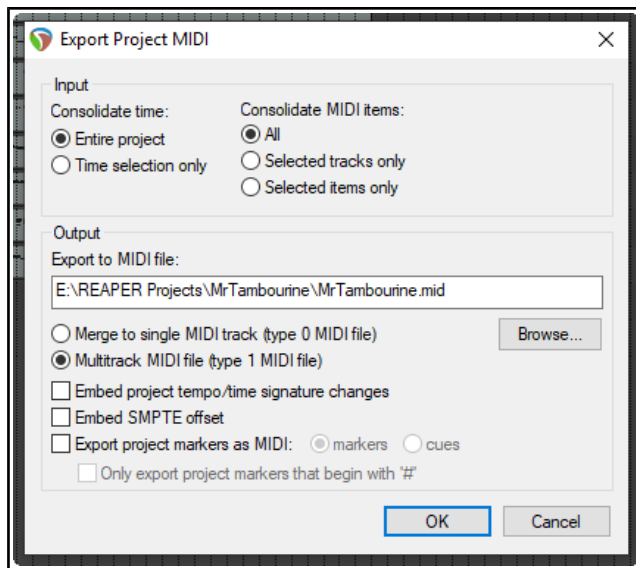 Export Project MIDI
Input
Consolidate time:
Entire project
Time selection only
Consolidate MIDI items:
All
Selected tracks only
Selected items only
Output
Export to MIDI file:
E:\REAPER Projects\MrTambourine\MrTambourine.mid
Merge to single MIDI track (type 0 MIDI file)
Browse...
Multitrack MIDI file (type 1 MIDI file)
Embed project tempo/time signature changes
Embed SMPTE offset
Export project markers as MIDI: markers cues
Only export project markers that begin with '#'
OK Cancel